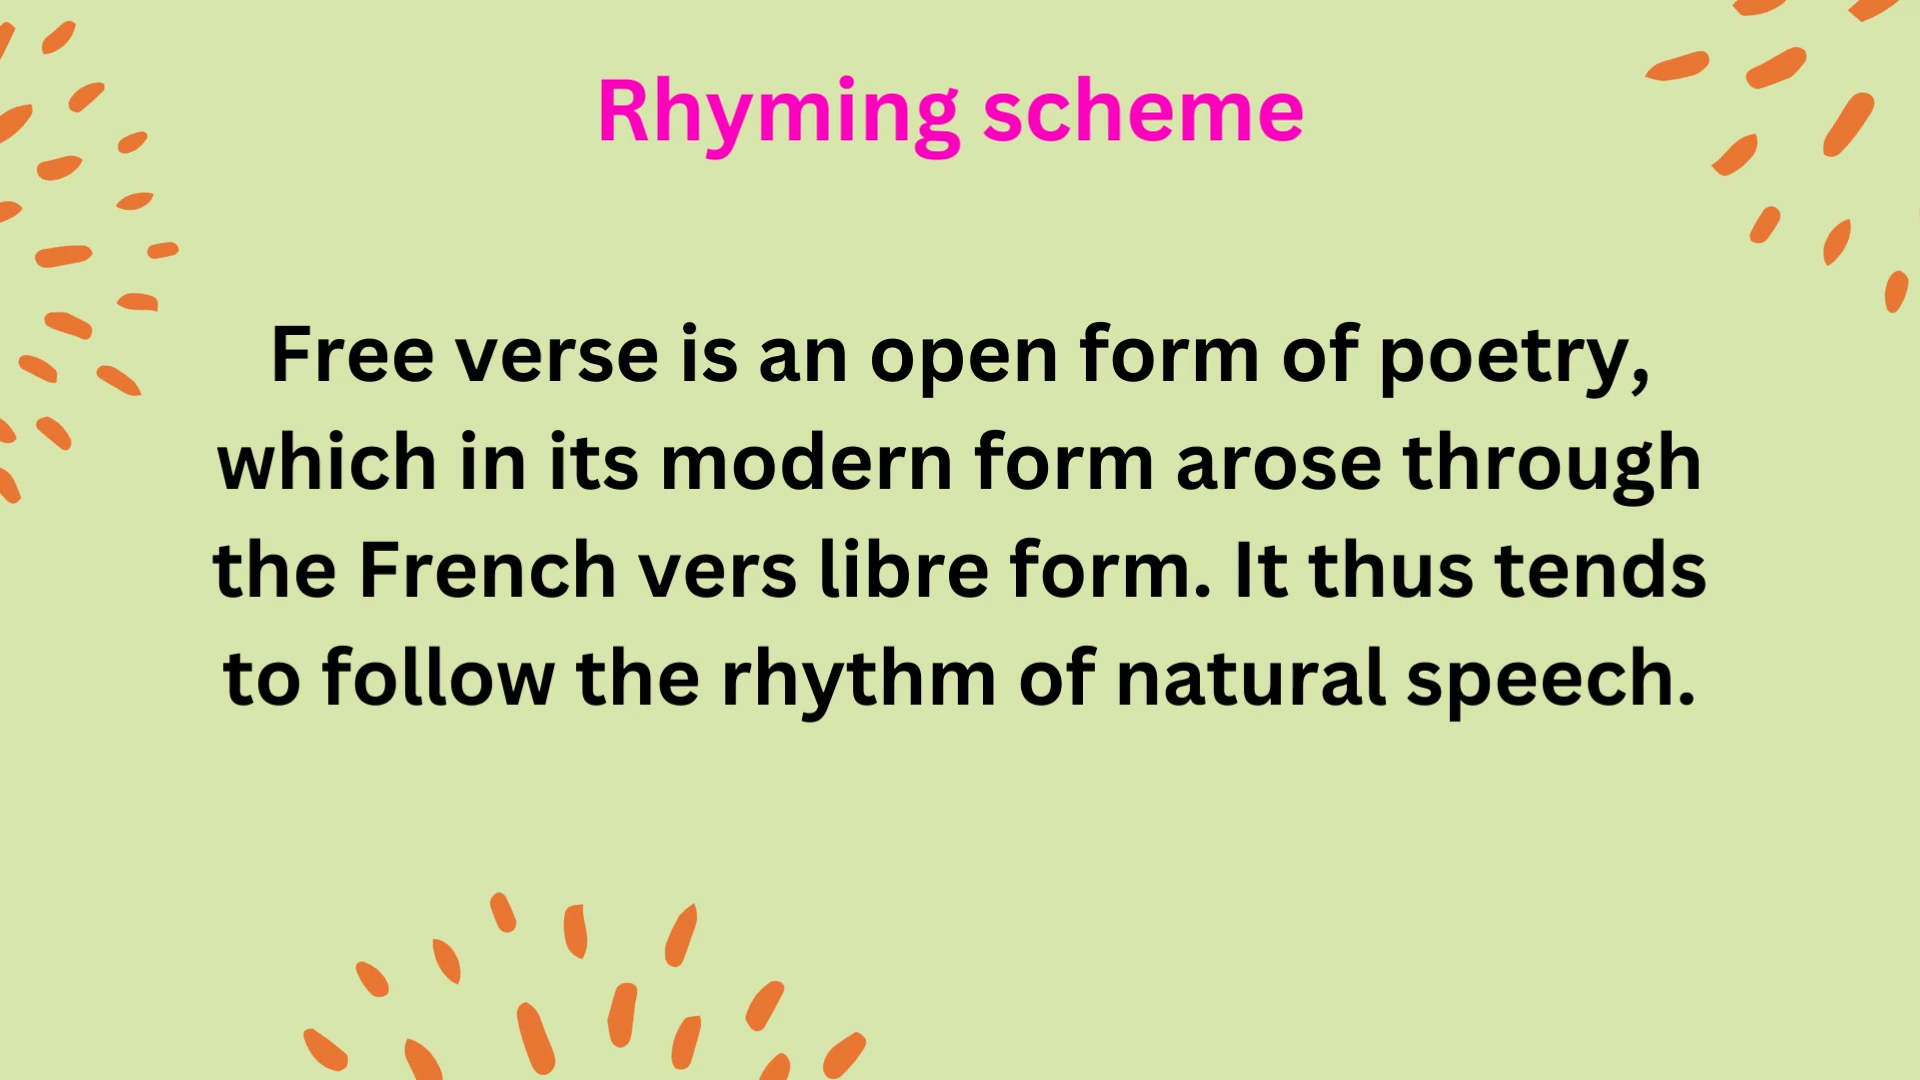 Rhyming scheme
Free verse is an open form of poetry,
which in its modern form arose through
the French vers libre form. It thus tends
to follow the rhythm of natural speech.